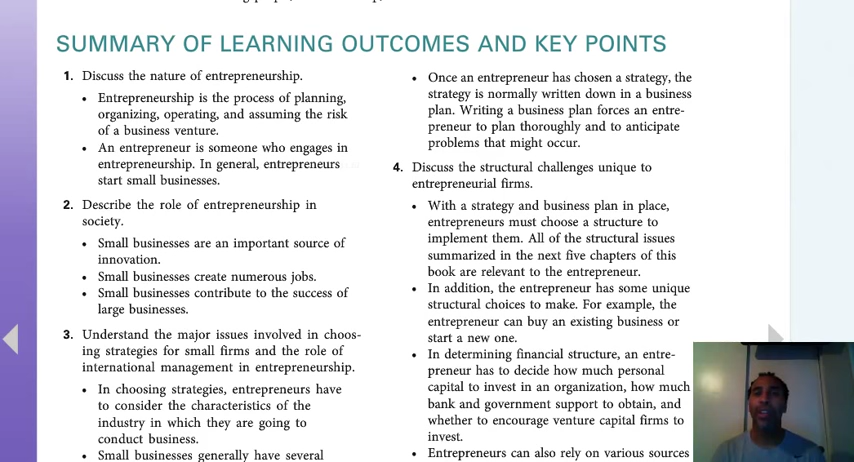 SUMMARY OF LEARNING OUTCOMES AND KEY POINTS
1. Discuss the nature of entrepreneurship.
• Entrepreneurship is the process of planning,
organizing, operating, and assuming the risk
of a business venture.
• An entrepreneur is someone who engages in
entrepreneurship. In general, entrepreneurs
start small businesses.
2. Describe the role of entrepreneurship in
society.
• Small businesses are an important source of
innovation.
• Small businesses create numerous jobs.
• Small businesses contribute to the success of
large businesses.
3. Understand the major issues involved in choos-
ing strategies for small firms and the role of
international management in entrepreneurship.
• In choosing strategies, entrepreneurs have
to consider the characteristics of the
industry in which they are going to
conduct business.
• Small businesses generally have several
• Once an entrepreneur has chosen a strategy, the
strategy is normally written down in a business
plan. Writing a business plan forces an entre-
preneur to plan thoroughly and to anticipate
problems that might occur.
4. Discuss the structural challenges unique to
entrepreneurial firms.
• With a strategy and business plan in place,
entrepreneurs must choose a structure to
implement them. All of the structural issues
summarized in the next five chapters of this
book are relevant to the entrepreneur.
• In addition, the entrepreneur has some unique
structural choices to make. For example, the
entrepreneur can buy an existing business or
start a new one.
• In determining financial structure, an entre-
preneur has to decide how much personal
capital to invest in an organization, how much
bank and government support to obtain, and
whether to encourage venture capital firms to
invest.
• Entrepreneurs can also rely on various sources